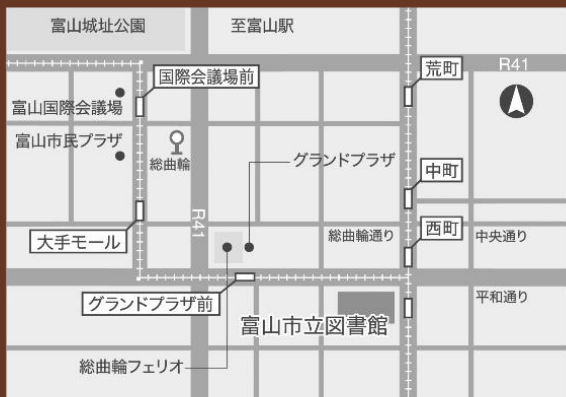 富山城址公園
至富山駅
R41
荒町
国際会議場前
富山国際会議場
富山市民プラザ
総曲輪
グランドプラザ
中町
R41
大手モール
総曲輪通り
西町
中央通り
グランドプラザ前
平和通り
富山市立図書館
総曲輪フェリオ